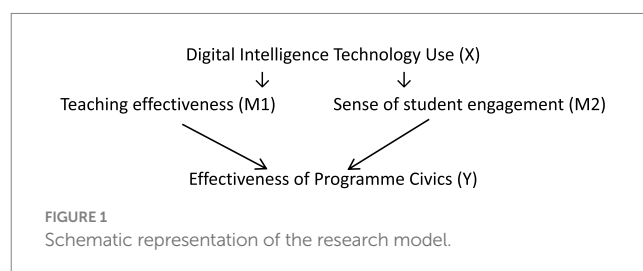 Digital Intelligence Technology Use (X)
Teaching effectiveness (M1) Sense of student engagement (M2)
Effectiveness of Programme Civics (Y)
FIGURE 1
Schematic representation of the research model.